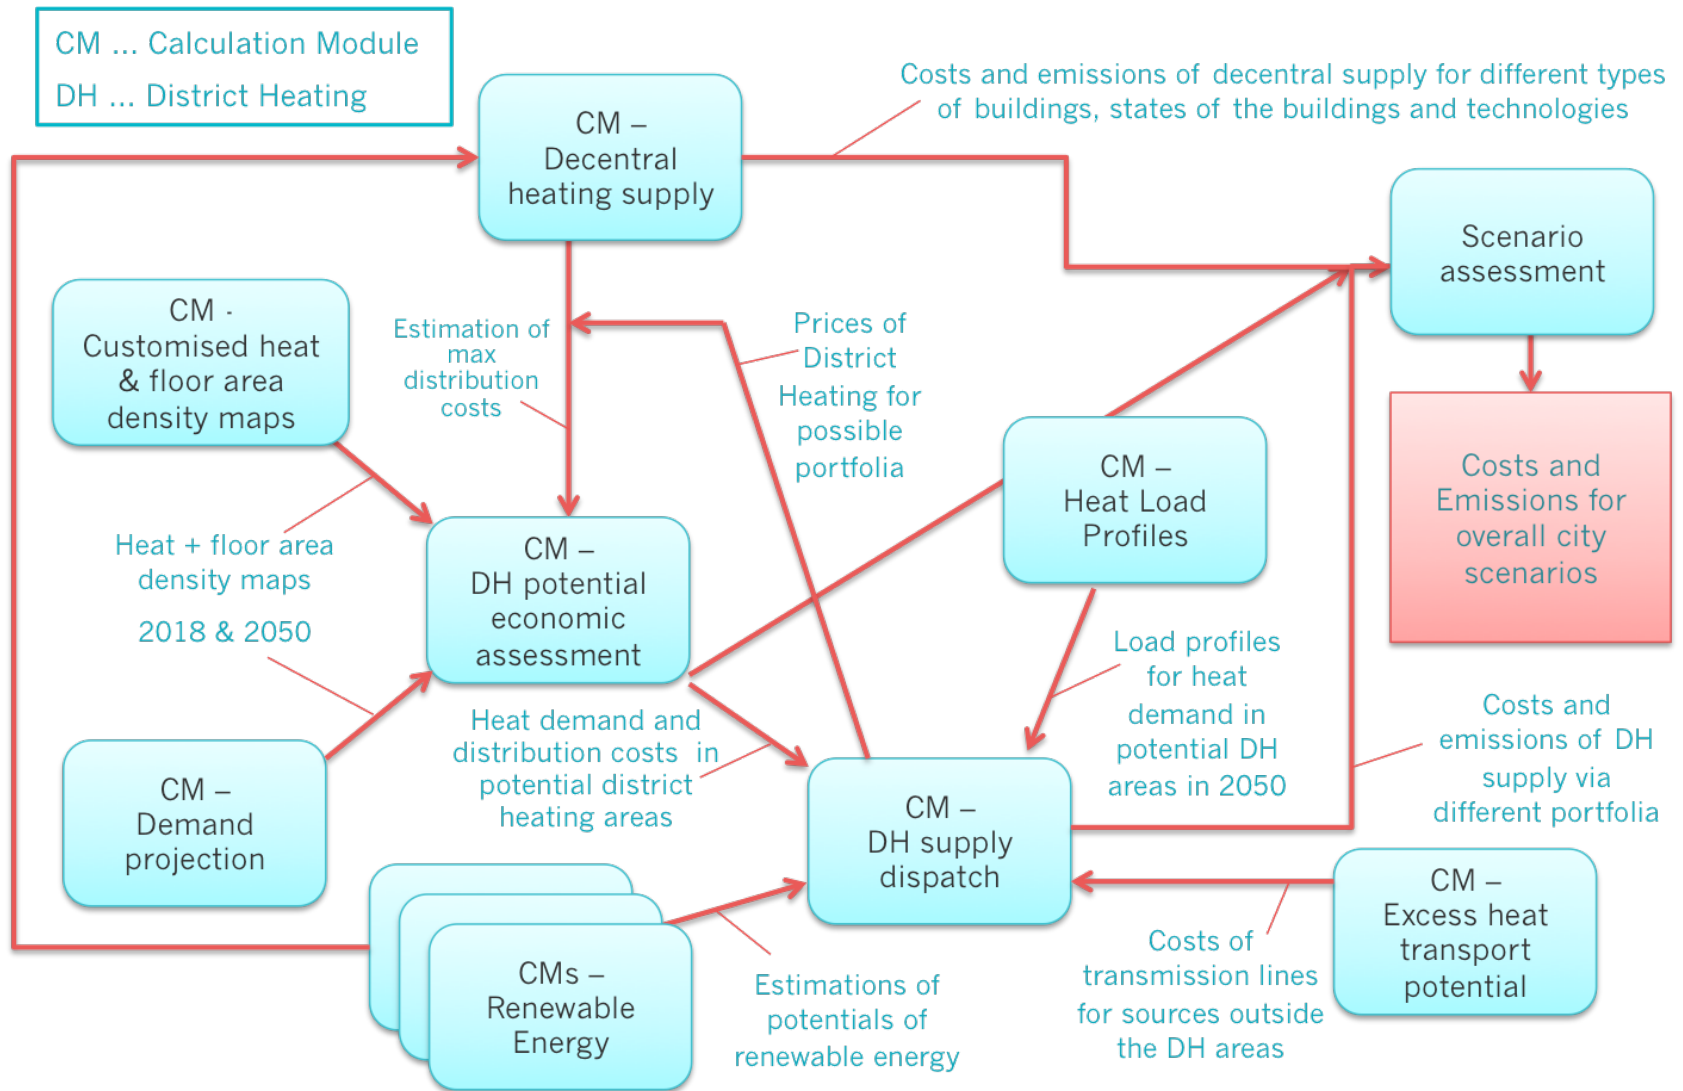 CM ... Calculation Module
DH ... District Heating
CM –
Decentral
heating supply
Costs and emissions of decentral supply for different types
of buildings, states of the buildings and technologies
Scenario
assessment
CM -
Customised heat
& floor area
density maps
Estimation of
max
distribution
costs
Prices of
District
Heating for
possible
portfolia
CM –
Heat Load
Profiles
Costs and
Emissions for
overall city
scenarios
Heat + floor area
density maps
2018 & 2050
CM –
DH potential
economic
assessment
Load profiles
for heat
demand in
potential DH
areas in 2050
Heat demand and
distribution costs in
potential district
heating areas
Costs and
emissions of DH
supply via
different portfolia
CM –
Demand
projection
CM –
DH supply
dispatch
CM –
Excess heat
transport
potential
CMs –
Renewable
Energy
Estimations of
potentials of
renewable energy
Costs of
transmission lines
for sources outside
the DH areas